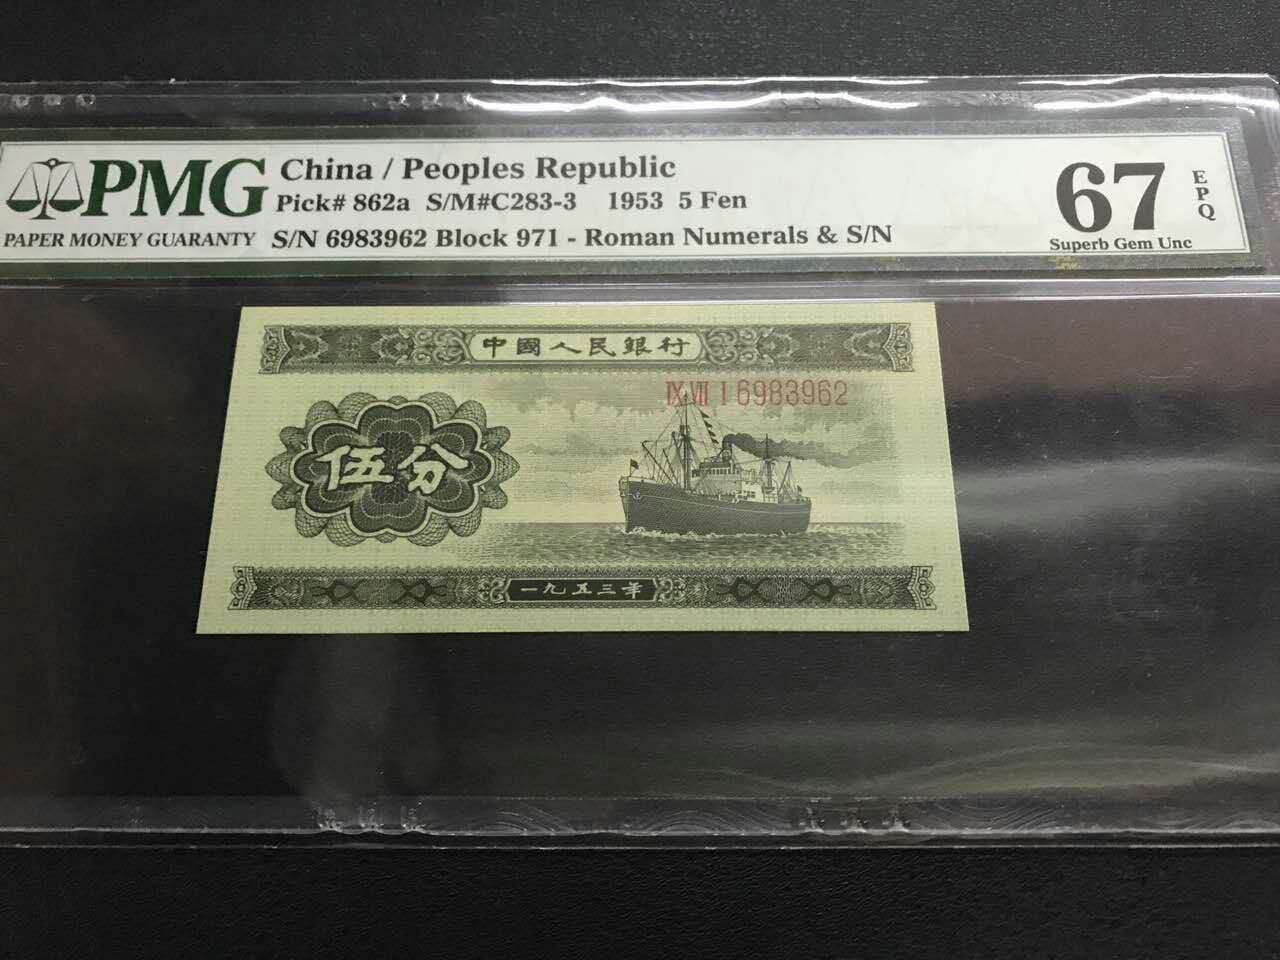 PMG
PAPER MONEY GUARANTY
China / Peoples Republic
Pick# 862a S/M#C283-3 1953 5 Fen
S/N 6983962 Block 971 - Roman Numerals & S/N
67
EPQ
Superb Gem Unc
中國人民銀行
IX VII I 6983962
伍分
一九五三年